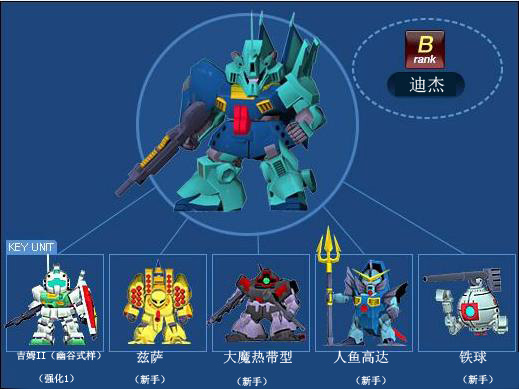 B
rank
迪杰
KEY UNIT
吉姆II（幽谷式样）
（强化1）
兹萨
（新手）
大魔热带型
（新手）
人鱼高达
（新手）
铁球
（新手）